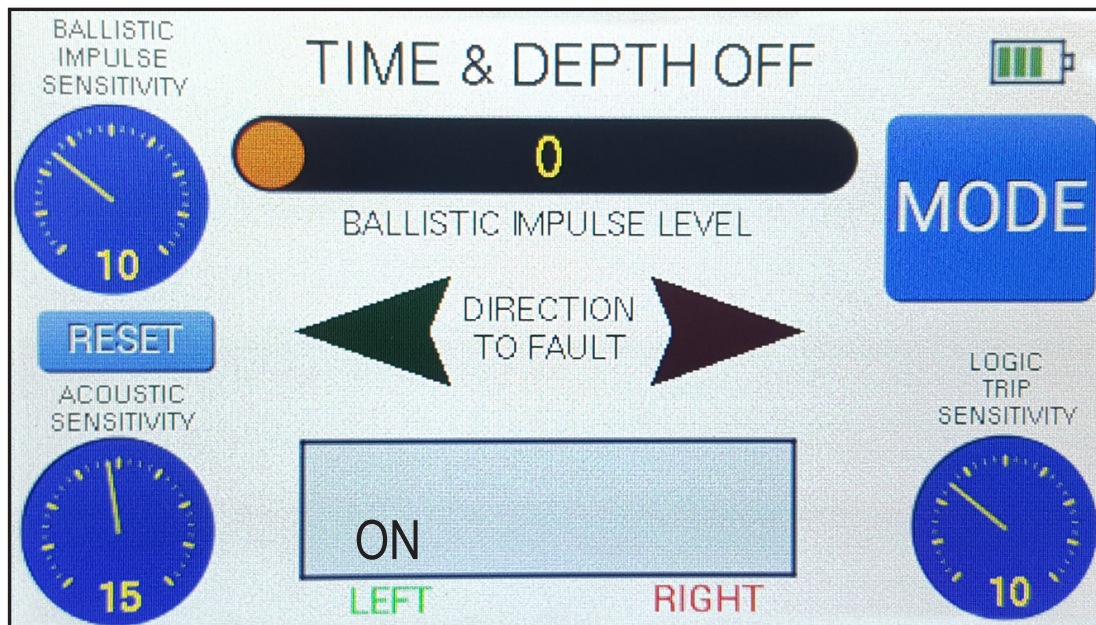 BALLISTIC
IMPULSE
SENSITIVITY
10
TIME & DEPTH OFF
0
BALLISTIC IMPULSE LEVEL
MODE
RESET
DIRECTION
TO FAULT
ACOUSTIC
SENSITIVITY
15
ON
LEFT
RIGHT
LOGIC
TRIP
SENSITIVITY
10